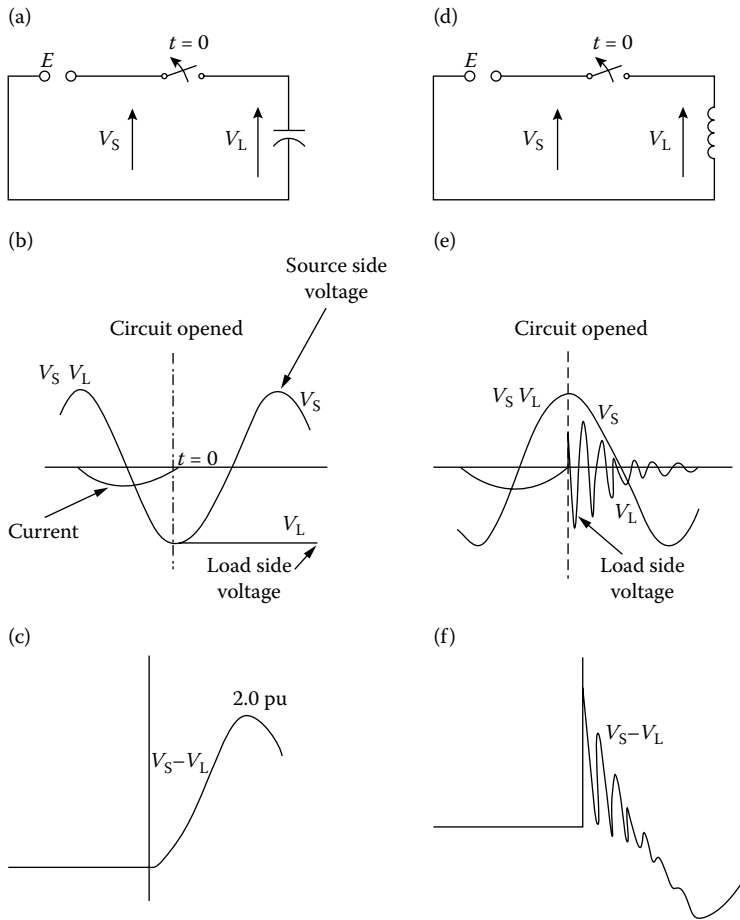 (a)
t = 0
E
V_S
V_L
(b)
Source side
voltage
Circuit opened
V_S V_L
V_S
t = 0
Current
V_L
Load side
voltage
(c)
2.0 pu
V_S–V_L
(d)
t = 0
E
V_S
V_L
(e)
Circuit opened
V_S V_L
V_S
V_L
Load side
voltage
(f)
V_S–V_L